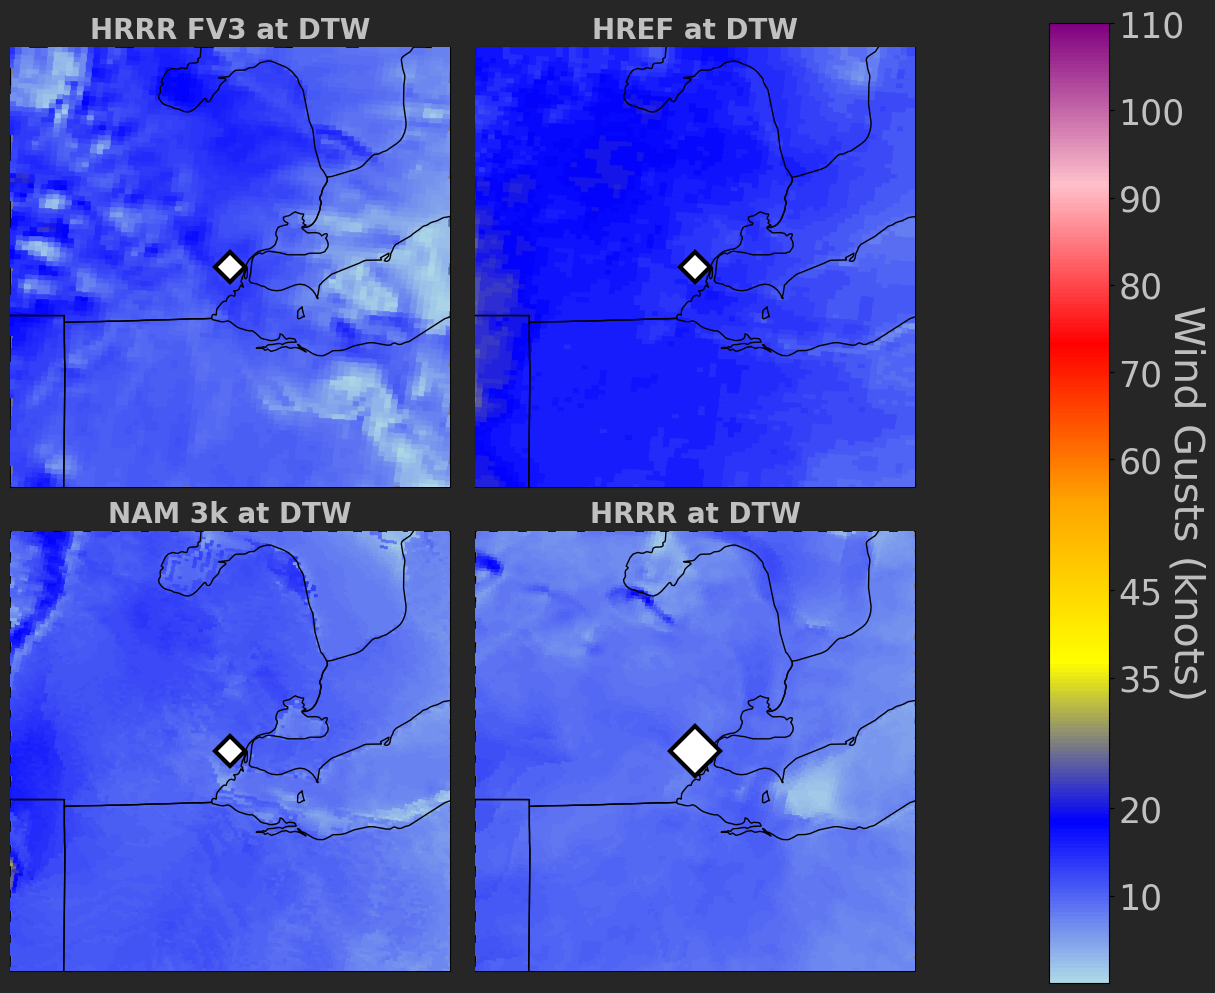 HRRR FV3 at DTW
HREF at DTW
NAM 3k at DTW
HRRR at DTW
110
100
90
80
70
60
45
35
20
10
Wind Gusts (knots)